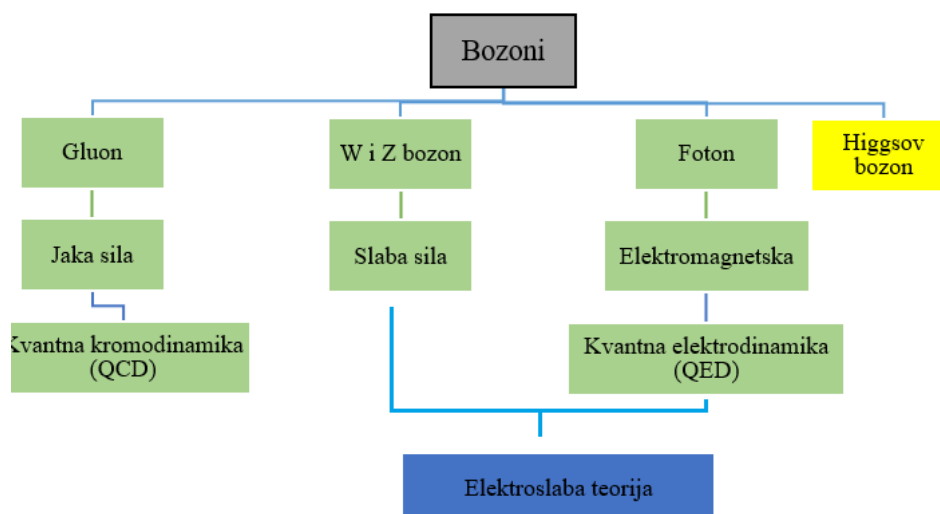 Bozoni
Gluon
W i Z bozon
Foton
Higgsov
bozon
Jaka sila
Slaba sila
Elektromagnetska
Kvantna kromodinamika
(QCD)
Kvantna elektrodinamika
(QED)
Elektroslaba teorija